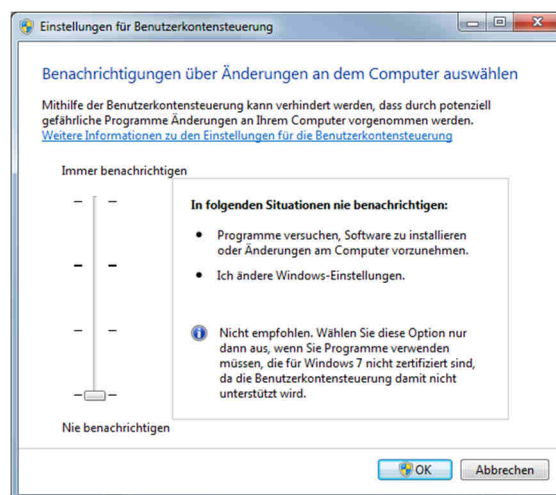 Einstellungen für Benutzerkontensteuerung
Benachrichtigungen über Änderungen an dem Computer auswählen
Mithilfe der Benutzerkontensteuerung kann verhindert werden, dass durch potenziell
gefährliche Programme Änderungen an Ihrem Computer vorgenommen werden.
Weitere Informationen zu den Einstellungen für die Benutzerkontensteuerung
Immer benachrichtigen
In folgenden Situationen nie benachrichtigen:
• Programme versuchen, Software zu installieren
oder Änderungen am Computer vorzunehmen.
• Ich ändere Windows-Einstellungen.
Nicht empfohlen. Wählen Sie diese Option nur
dann aus, wenn Sie Programme verwenden
müssen, die für Windows 7 nicht zertifiziert sind,
da die Benutzerkontensteuerung damit nicht
unterstützt wird.
Nie benachrichtigen
OK Abbrechen